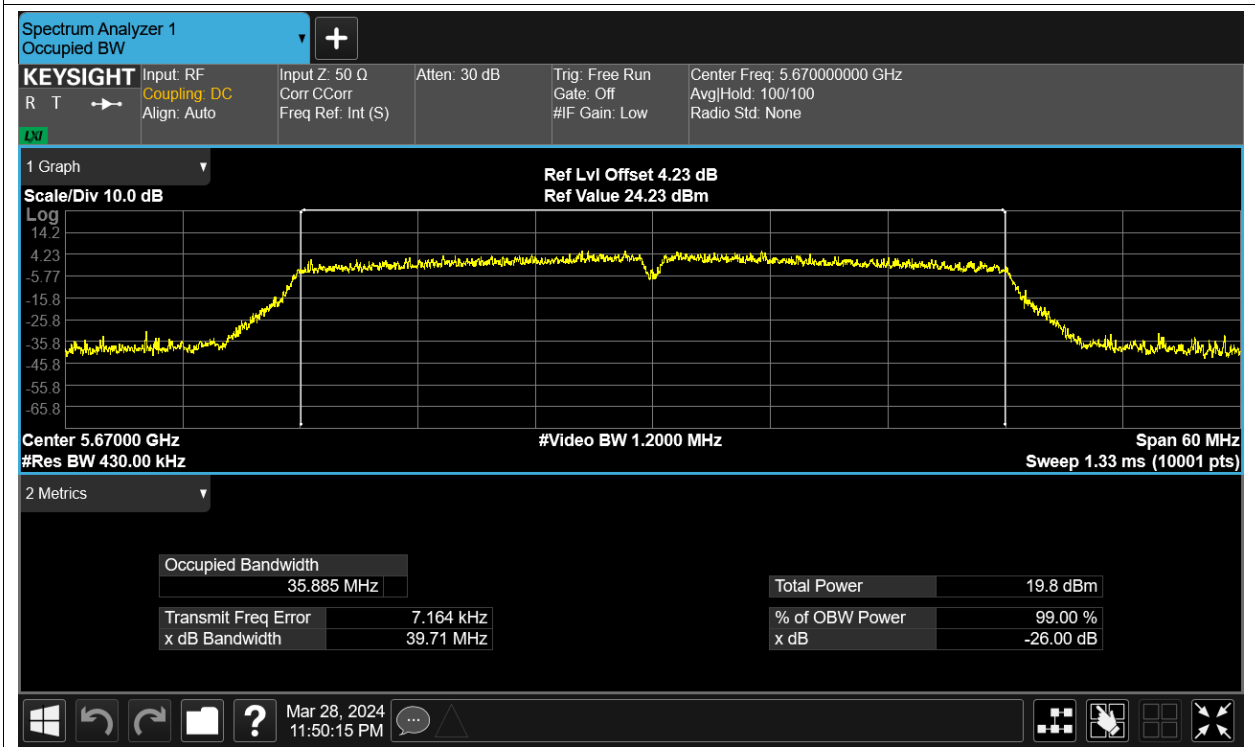 Spectrum Analyzer 1
Occupied BW
KEYSIGHT
R T
LXI
Input: RF
Coupling: DC
Align: Auto
Input Z: 50 Ω
Corr CCorr
Freq Ref: Int (S)
Atten: 30 dB
Trig: Free Run
Gate: Off
#IF Gain: Low
Center Freq: 5.670000000 GHz
Avg|Hold: 100/100
Radio Std: None
1 Graph
Scale/Div 10.0 dB
Ref Lvl Offset 4.23 dB
Ref Value 24.23 dBm
Log
14.2
4.23
-5.77
-15.8
-25.8
-35.8
-45.8
-55.8
-65.8
Center 5.67000 GHz
#Video BW 1.2000 MHz
Span 60 MHz
#Res BW 430.00 kHz
Sweep 1.33 ms (10001 pts)
2 Metrics
Occupied Bandwidth
35.885 MHz
Transmit Freq Error 7.164 kHz
x dB Bandwidth 39.71 MHz
Total Power 19.8 dBm
% of OBW Power 99.00 %
x dB -26.00 dB
?
Mar 28, 2024
11:50:15 PM